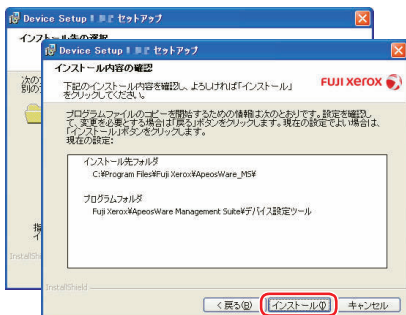 Device Setup
セットアップ
インストール先の選択
Device Setup
セットアップ
インストール内容の確認
下記のインストール内容を確認し、よろしければ「インストール」
をクリックしてください。
FUJI XEROX
プログラムファイルのコピーを開始するための情報は次のとおりです。設定を確認し
て、変更を必要とする場合は「戻る」ボタンをクリックします。現在の設定でよい場合は、
「インストール」ボタンをクリックします。
現在の設定:
インストール先フォルダ
C:¥Program Files¥Fuji Xerox¥ApeosWare_MS¥
プログラムフォルダ
Fuji Xerox¥ApeosWare Management Suite¥デバイス設定ツール
次の
別の
指
イ
InstallShield
< 戻る(B)
インストール(I)
キャンセル